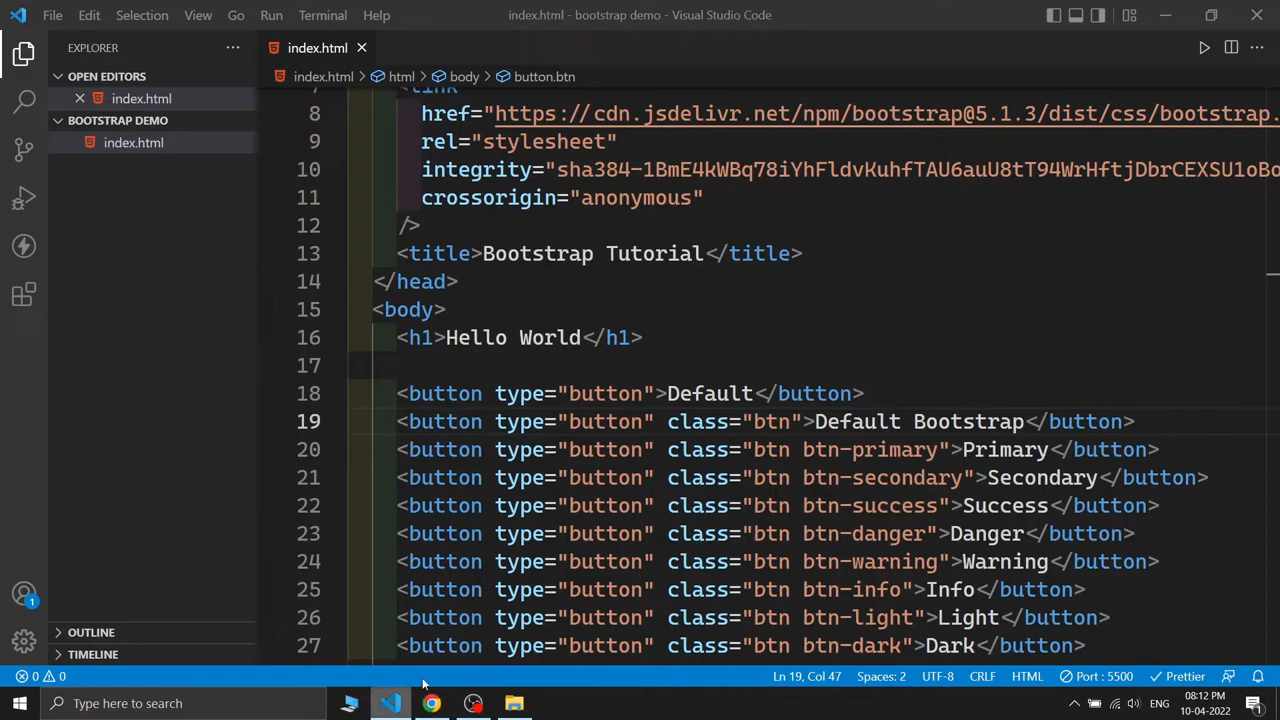 File Edit Selection View Go Run Terminal Help index.html - bootstrap demo - Visual Studio Code
EXPLORER
OPEN EDITORS
index.html
BOOTSTRAP DEMO
index.html
OUTLINE
TIMELINE
index.html
index.html > html > body > button.btn
7 <link
8 href="https://cdn.jsdelivr.net/npm/bootstrap@5.1.3/dist/css/bootstrap.
9 rel="stylesheet"
10 integrity="sha384-1BmE4kWBq78iYhFldvKuhfTAU6auU8tT94WrHftjDbrCEXSU1oBo
11 crossorigin="anonymous"
12 />
13 <title>Bootstrap Tutorial</title>
14 </head>
15 <body>
16 <h1>Hello World</h1>
17
18 <button type="button">Default</button>
19 <button type="button" class="btn">Default Bootstrap</button>
20 <button type="button" class="btn btn-primary">Primary</button>
21 <button type="button" class="btn btn-secondary">Secondary</button>
22 <button type="button" class="btn btn-success">Success</button>
23 <button type="button" class="btn btn-danger">Danger</button>
24 <button type="button" class="btn btn-warning">Warning</button>
25 <button type="button" class="btn btn-info">Info</button>
26 <button type="button" class="btn btn-light">Light</button>
27 <button type="button" class="btn btn-dark">Dark</button>
1
0 0 Ln 19, Col 47 Spaces: 2 UTF-8 CRLF HTML Port : 5500 Prettier
Type here to search
ENG
08:12 PM
10-04-2022
1